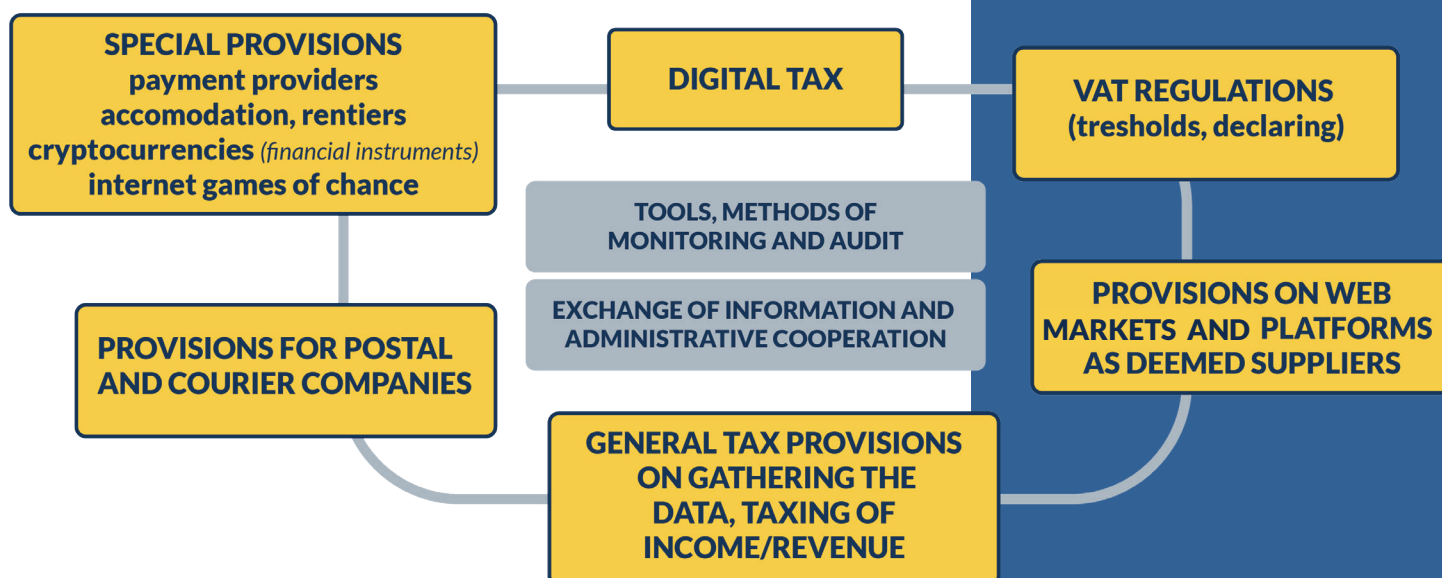 SPECIAL PROVISIONS
payment providers
accomodation, rentiers
cryptocurrencies (financial instruments)
internet games of chance
DIGITAL TAX
VAT REGULATIONS
(tresholds, declaring)
TOOLS, METHODS OF
MONITORING AND AUDIT
EXCHANGE OF INFORMATION AND
ADMINISTRATIVE COOPERATION
PROVISIONS ON WEB
MARKETS AND PLATFORMS
AS DEEMED SUPPLIERS
PROVISIONS FOR POSTAL
AND COURIER COMPANIES
GENERAL TAX PROVISIONS
ON GATHERING THE
DATA, TAXING OF
INCOME/REVENUE